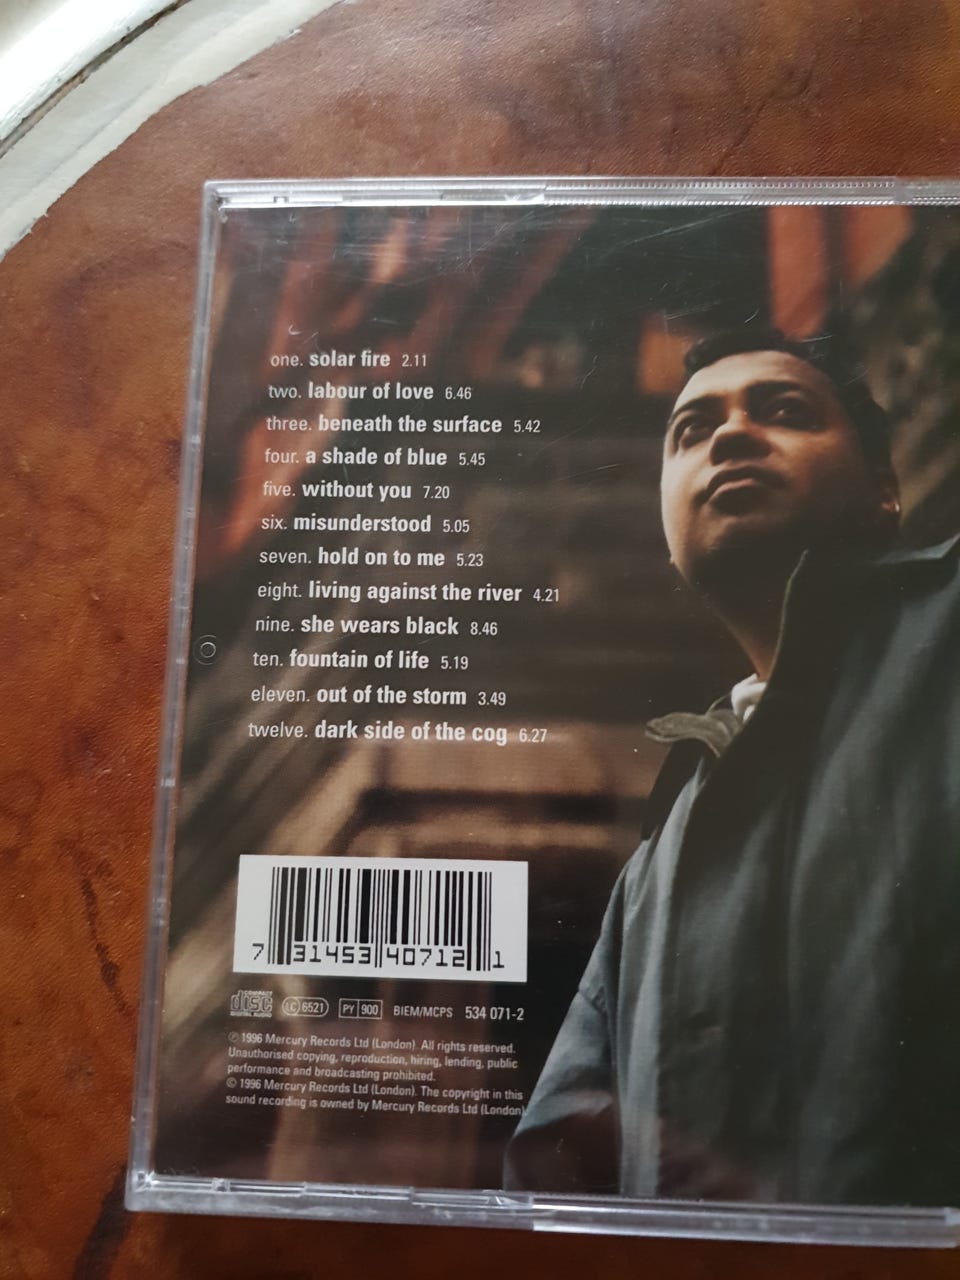 one. solar fire 2.11
two. labour of love 6.46
three. beneath the surface 5.42
four. a shade of blue 5.45
five. without you 7.20
six. misunderstood 5.05
seven. hold on to me 5.23
eight. living against the river 4.21
nine. she wears black 8.46
ten. fountain of life 5.19
eleven. out of the storm 3.49
twelve. dark side of the cog 6.27
7 31453 40712 1
COMPACT disc DIGITAL AUDIO LC 6521 PY 900 BIEM/MCPS 534 071-2
℗ 1996 Mercury Records Ltd (London). All rights reserved.
Unauthorised copying, reproduction, hiring, lending, public
performance and broadcasting prohibited.
© 1996 Mercury Records Ltd (London). The copyright in this
sound recording is owned by Mercury Records Ltd (London)